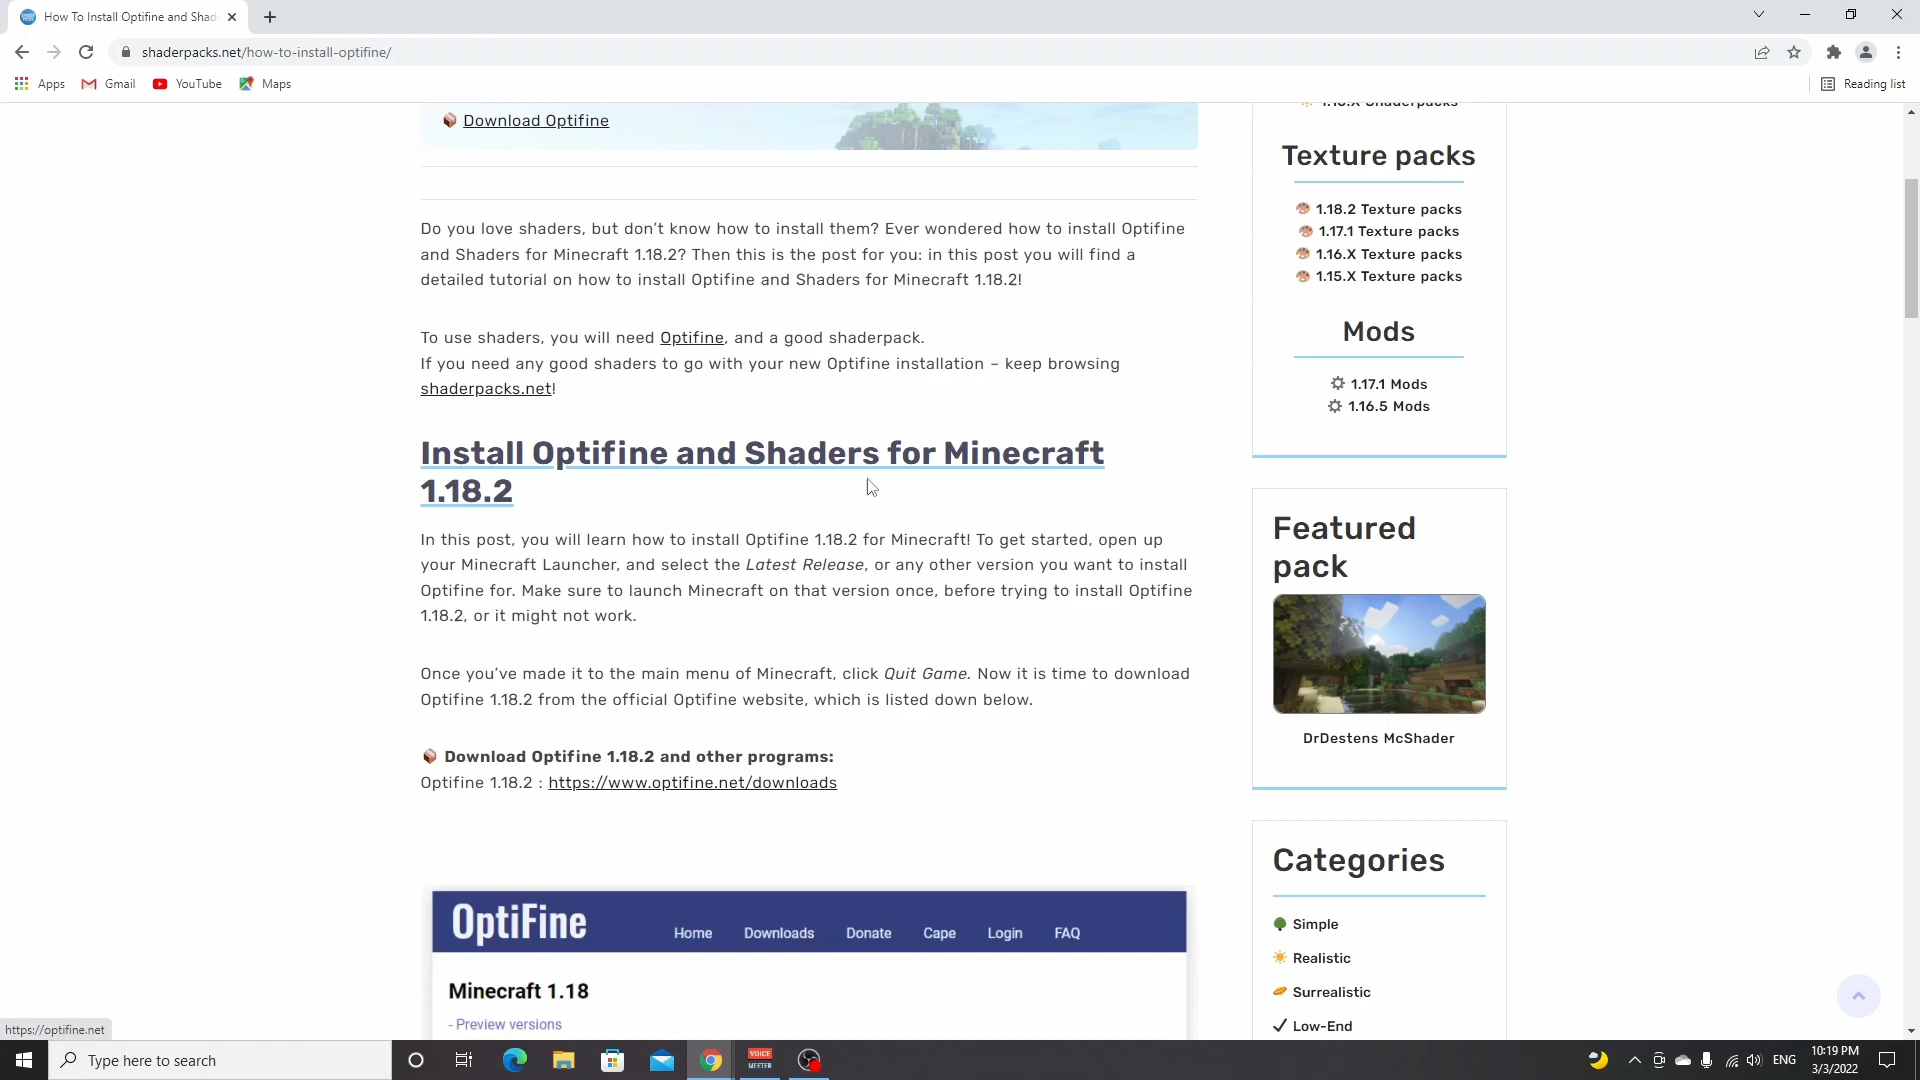 How To Install Optifine and Shad
shaderpacks.net/how-to-install-optifine/
Apps
Gmail
YouTube
Maps
Reading list
Download Optifine
Do you love shaders, but don't know how to install them? Ever wondered how to install Optifine
and Shaders for Minecraft 1.18.2? Then this is the post for you: in this post you will find a
detailed tutorial on how to install Optifine and Shaders for Minecraft 1.18.2!
To use shaders, you will need Optifine, and a good shaderpack.
If you need any good shaders to go with your new Optifine installation – keep browsing
shaderpacks.net!
Install Optifine and Shaders for Minecraft
1.18.2
In this post, you will learn how to install Optifine 1.18.2 for Minecraft! To get started, open up
your Minecraft Launcher, and select the Latest Release, or any other version you want to install
Optifine for. Make sure to launch Minecraft on that version once, before trying to install Optifine
1.18.2, or it might not work.
Once you've made it to the main menu of Minecraft, click Quit Game. Now it is time to download
Optifine 1.18.2 from the official Optifine website, which is listed down below.
Download Optifine 1.18.2 and other programs:
Optifine 1.18.2 : https://www.optifine.net/downloads
OptiFine
Home
Downloads
Donate
Cape
Login
FAQ
Minecraft 1.18
- Preview versions
Texture packs
1.18.2 Texture packs
1.17.1 Texture packs
1.16.X Texture packs
1.15.X Texture packs
Mods
1.17.1 Mods
1.16.5 Mods
Featured
pack
DrDestens McShader
Categories
Simple
Realistic
Surrealistic
Low-End
https://optifine.net
Type here to search
VOICE
MEETER
ENG
10:19 PM
3/3/2022